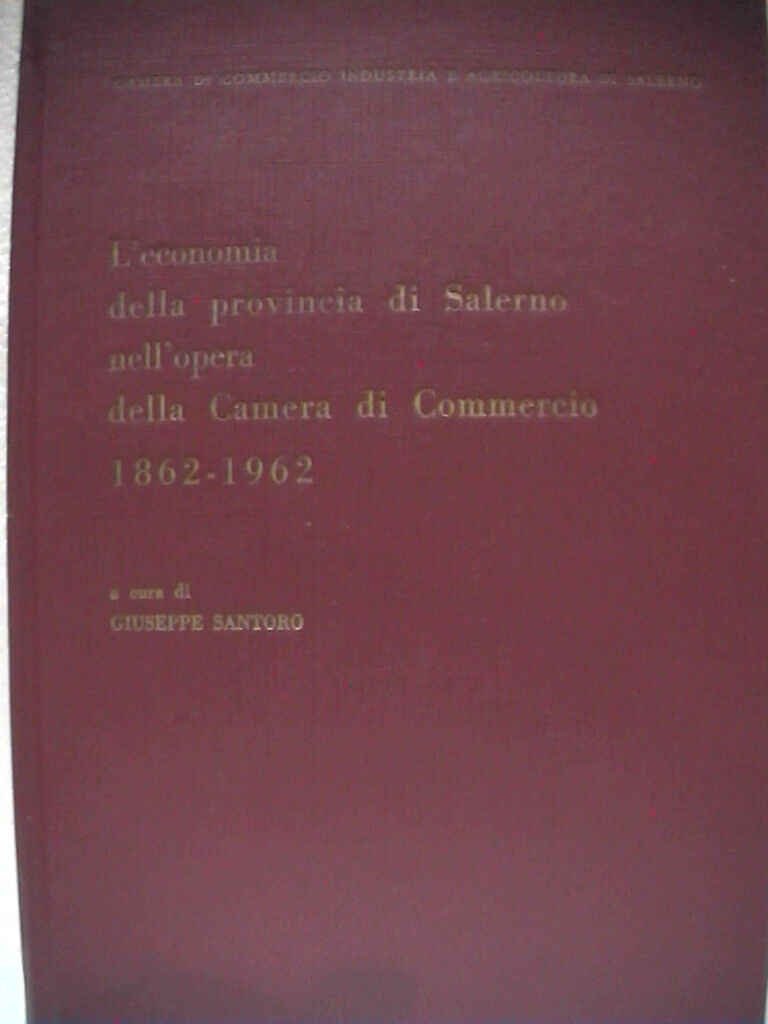 CAMERA DI COMMERCIO INDUSTRIA E AGRICOLTURA DI SALERNO
L'economia
della provincia di Salerno
nell'opera
della Camera di Commercio
1862-1962
a cura di
GIUSEPPE SANTORO